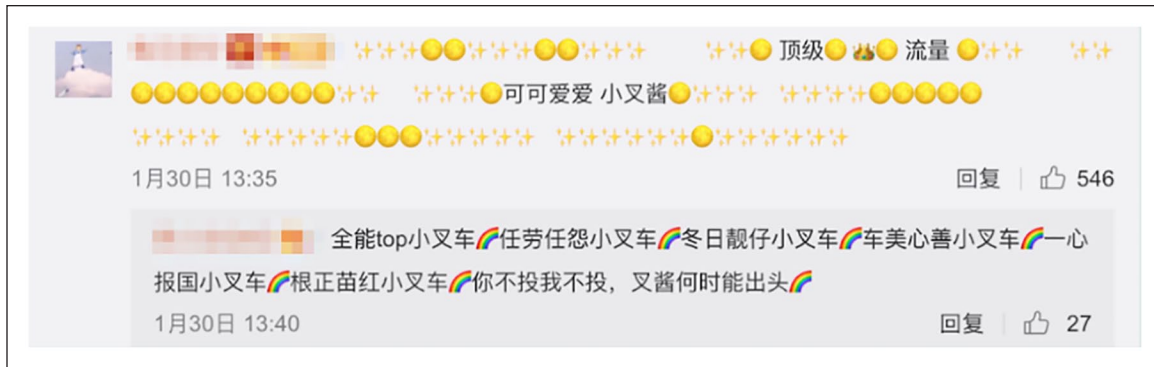 ✨✨✨🌕🌕✨✨✨🌕🌕✨✨✨ ✨✨🌕 顶级🌕👑🌕 流量 🌕✨✨ ✨✨
🌕🌕🌕🌕🌕🌕🌕🌕🌕✨✨ ✨✨✨🌕可可爱爱 小叉酱🌕✨✨✨ ✨✨✨✨🌕🌕🌕🌕🌕
✨✨✨✨ ✨✨✨✨✨🌕🌕🌕✨✨✨✨✨ ✨✨✨✨✨✨🌕✨✨✨✨✨✨
1月30日 13:35 回复 546
全能top小叉车🌈任劳任怨小叉车🌈冬日靓仔小叉车🌈车美心善小叉车🌈一心
报国小叉车🌈根正苗红小叉车🌈你不投我不投，叉酱何时能出头🌈
1月30日 13:40 回复 27